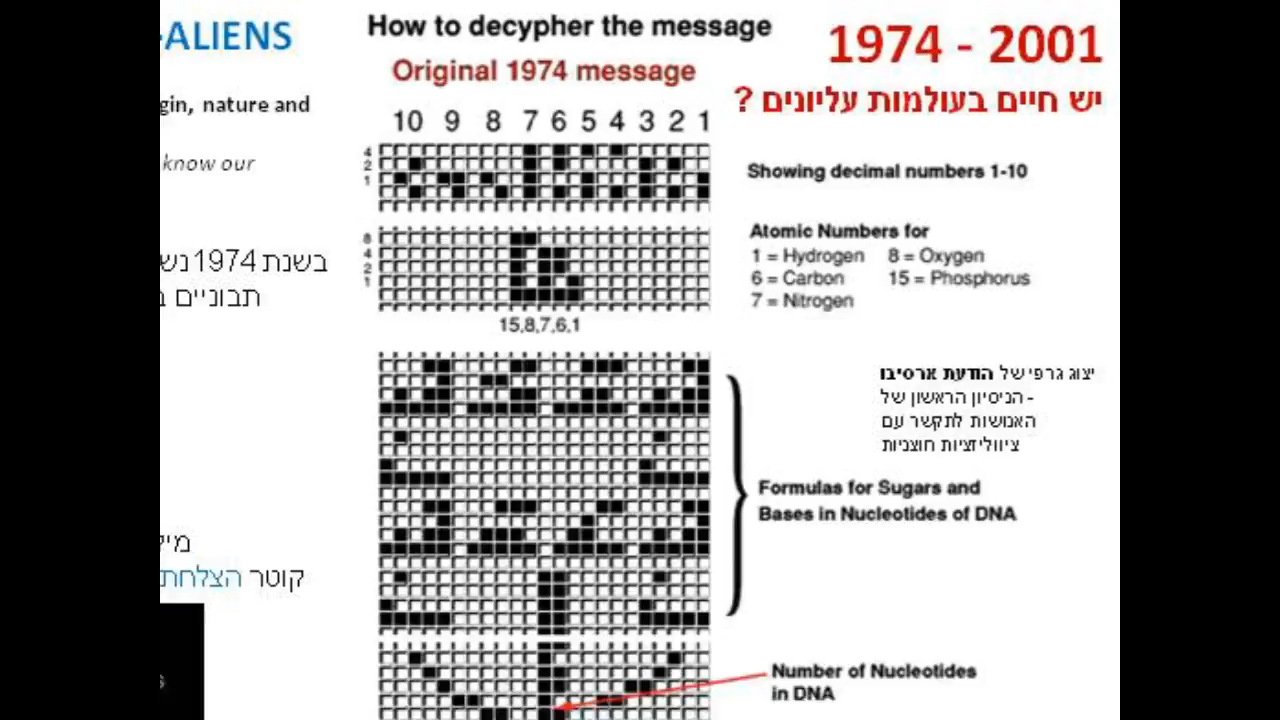 -ALIENS
gin, nature and
know our
בשנת 1974 נש
תבוניים ב
מיל
קוטר הצלחת
How to decypher the message
Original 1974 message
10 9 8 7 6 5 4 3 2 1
4
2
1
8
4
2
1
15,8,7,6,1
1974 - 2001
יש חיים בעולמות עליונים ?
Showing decimal numbers 1-10
Atomic Numbers for
1 = Hydrogen 8 = Oxygen
6 = Carbon 15 = Phosphorus
7 = Nitrogen
יצוג גרפי של הודעת ארסיבו
- הניסיון הראשון של
האנושות לתקשר עם
ציוויליזציות חוצניות
Formulas for Sugars and
Bases in Nucleotides of DNA
Number of Nucleotides
in DNA